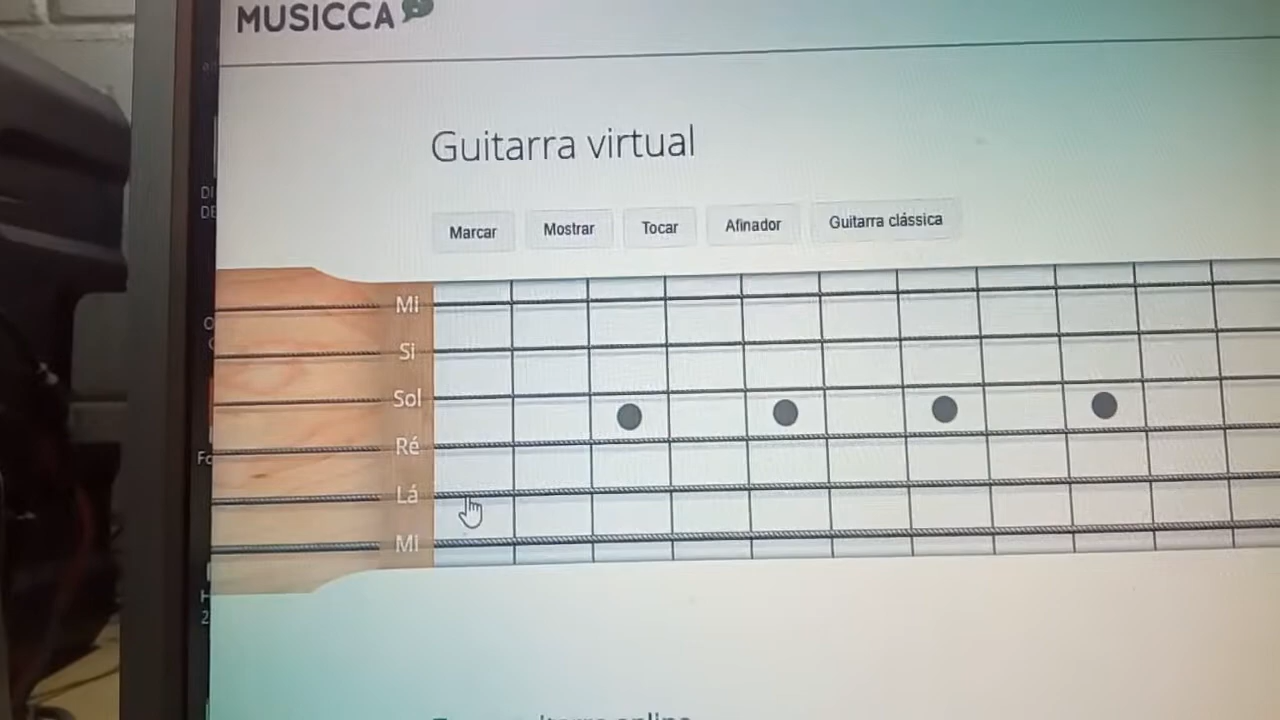 MUSICCA
Guitarra virtual
Marcar Mostrar Tocar Afinador Guitarra clássica
Mi
Si
Sol
Ré
Lá
Mi